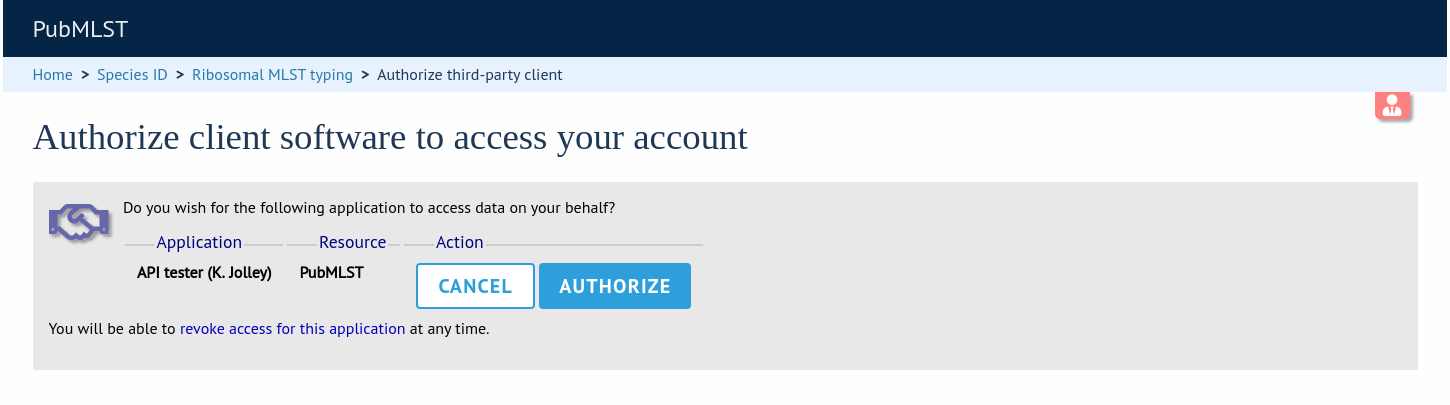 PubMLST
Home > Species ID > Ribosomal MLST typing > Authorize third-party client
Authorize client software to access your account
Do you wish for the following application to access data on your behalf?
Application Resource Action
API tester (K. Jolley) PubMLST CANCEL AUTHORIZE
You will be able to revoke access for this application at any time.